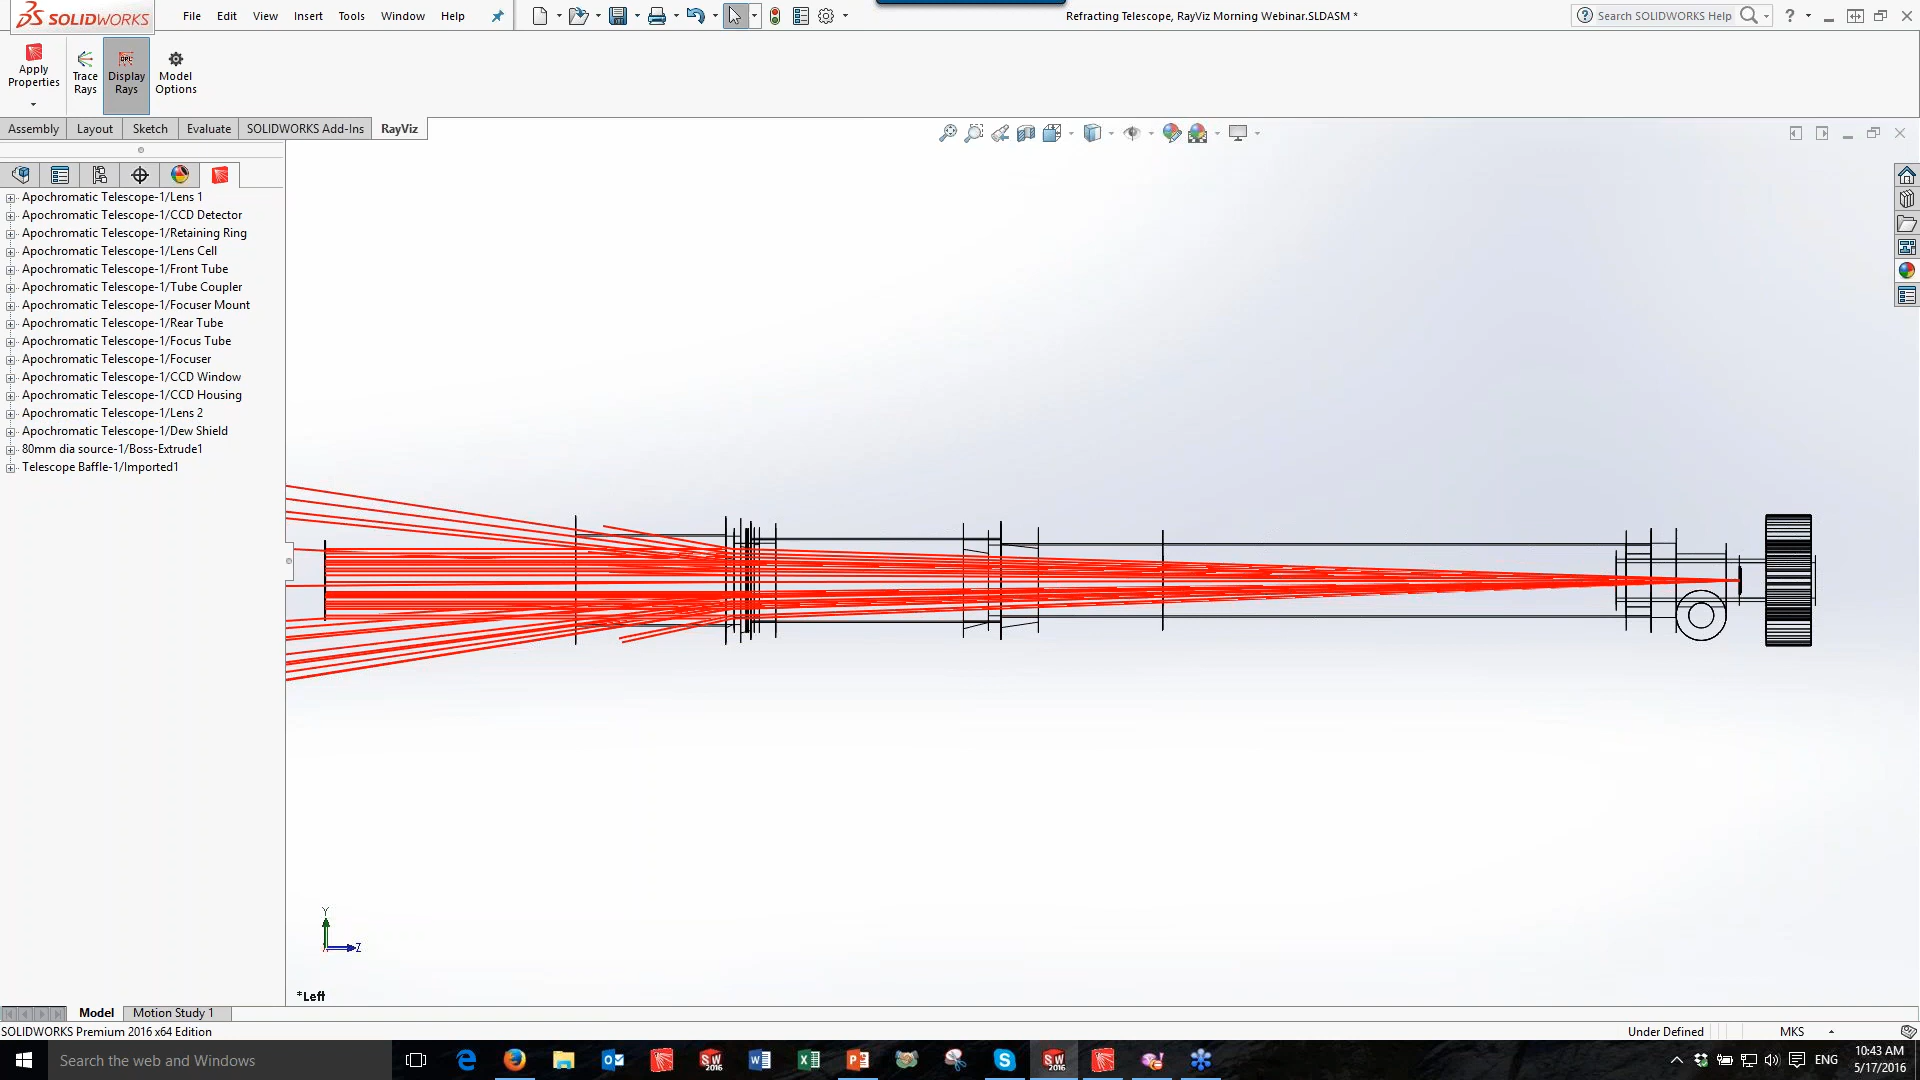 SOLIDWORKS
File Edit View Insert Tools Window Help
Refracting Telescope, RayViz Morning Webinar.SLDASM *
Search SOLIDWORKS Help
Apply Properties
Trace Rays
Display Rays
Model Options
Assembly Layout Sketch Evaluate SOLIDWORKS Add-Ins RayViz
Apochromatic Telescope-1/Lens 1
Apochromatic Telescope-1/CCD Detector
Apochromatic Telescope-1/Retaining Ring
Apochromatic Telescope-1/Lens Cell
Apochromatic Telescope-1/Front Tube
Apochromatic Telescope-1/Tube Coupler
Apochromatic Telescope-1/Focuser Mount
Apochromatic Telescope-1/Rear Tube
Apochromatic Telescope-1/Focus Tube
Apochromatic Telescope-1/Focuser
Apochromatic Telescope-1/CCD Window
Apochromatic Telescope-1/CCD Housing
Apochromatic Telescope-1/Lens 2
Apochromatic Telescope-1/Dew Shield
80mm dia source-1/Boss-Extrude1
Telescope Baffle-1/Imported1
Y
Z
*Left
Model Motion Study 1
SOLIDWORKS Premium 2016 x64 Edition
Under Defined MKS
Search the web and Windows
SW 2016
SW 2016
ENG
10:43 AM
5/17/2016